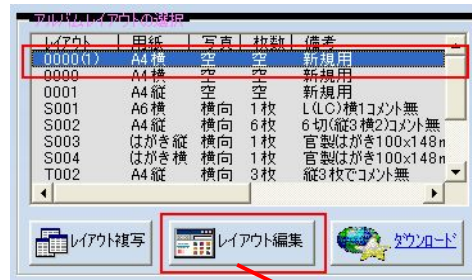 アルバムレイアウトの選択
レイアウト 用紙 写真 枚数 備考
0000(1) A4横 空 空 新規用
0000 A4横 空 空 新規用
0001 A4縦 空 空 新規用
S001 A6横 横向 1枚 L(LC)横1コメント無
S002 A4縦 横向 6枚 6切(縦3横2)コメント無
S003 はがき縦 横向 1枚 官製はがき100x148m
S004 はがき横 横向 1枚 官製はがき100x148m
T002 A4縦 横向 3枚 縦3枚でコメント無
レイアウト複写 レイアウト編集 ダウンロード